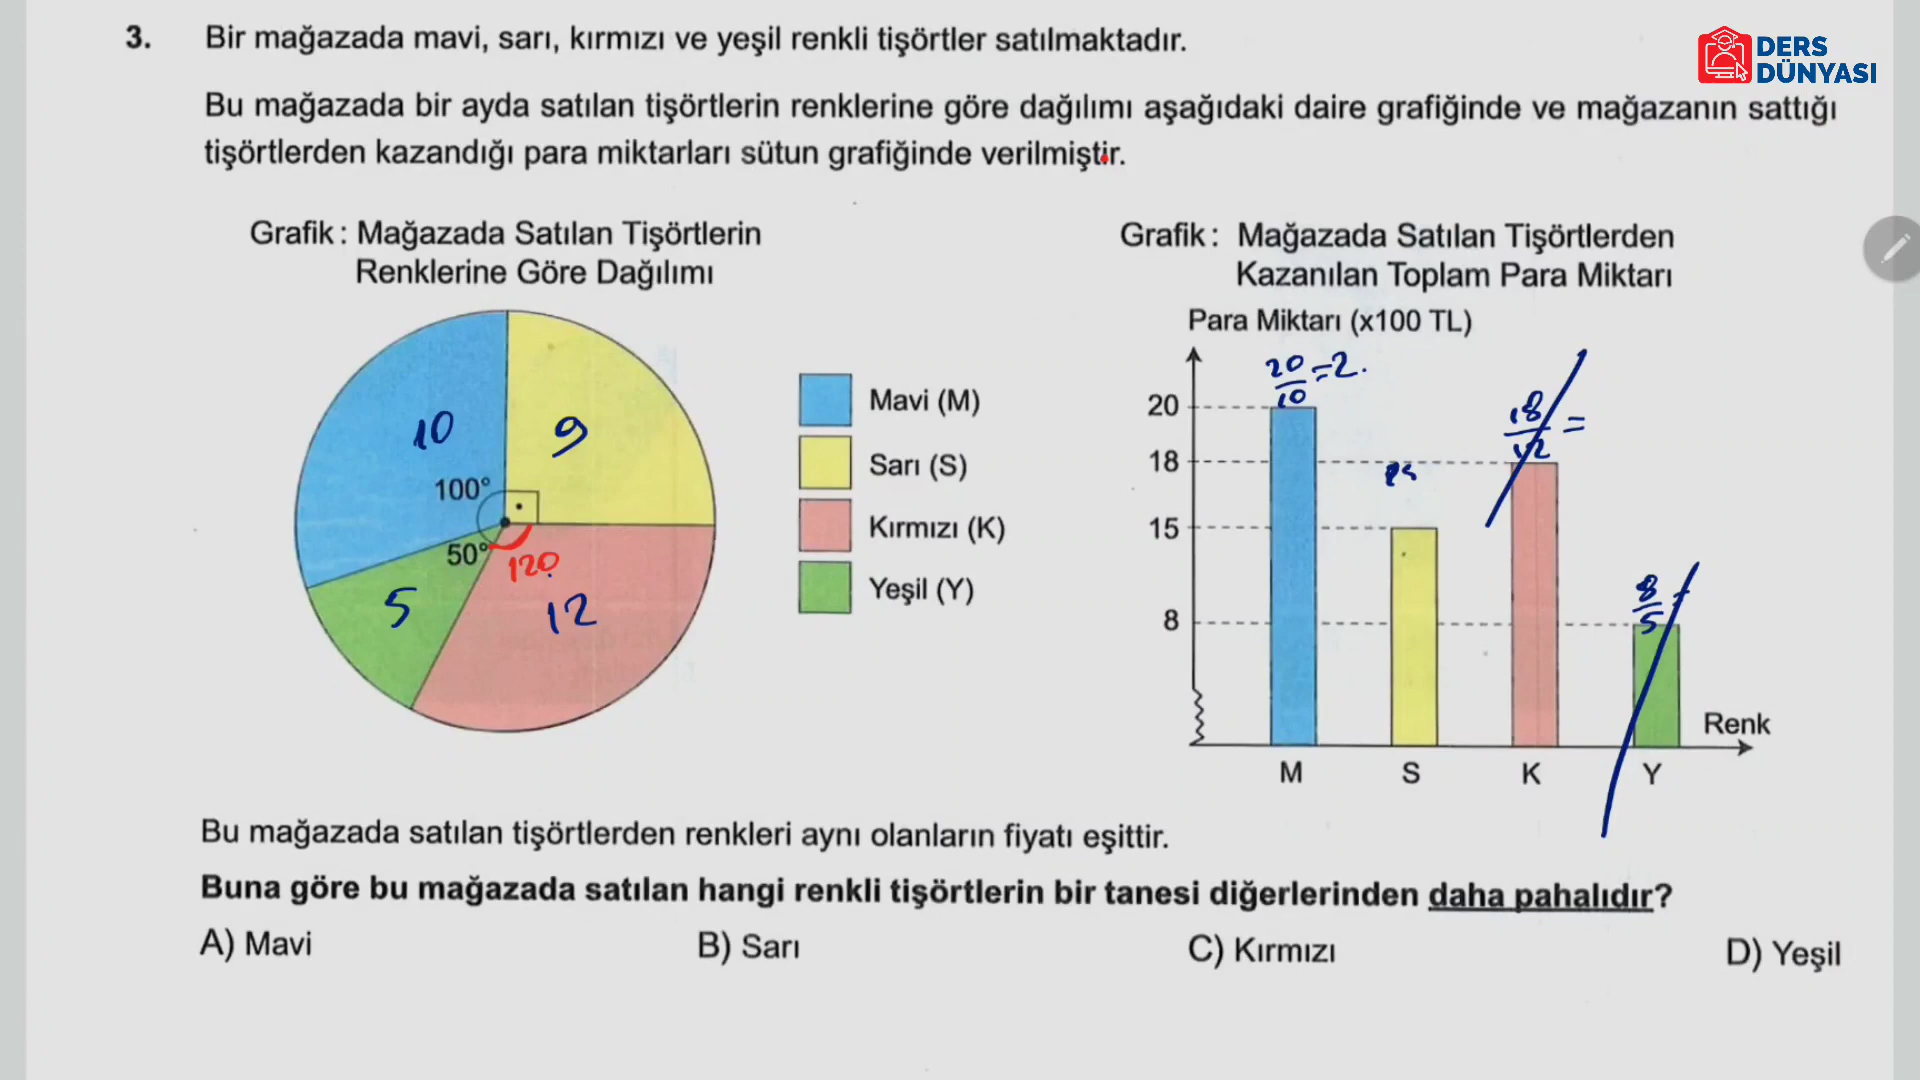 DERS
DÜNYASI
3. Bir mağazada mavi, sarı, kırmızı ve yeşil renkli tişörtler satılmaktadır.
Bu mağazada bir ayda satılan tişörtlerin renklerine göre dağılımı aşağıdaki daire grafiğinde ve mağazanın sattığı
tişörtlerden kazandığı para miktarları sütun grafiğinde verilmiştir.
Grafik : Mağazada Satılan Tişörtlerin
Renklerine Göre Dağılımı
10
9
100°
50°
120
5
12
Mavi (M)
Sarı (S)
Kırmızı (K)
Yeşil (Y)
Grafik : Mağazada Satılan Tişörtlerden
Kazanılan Toplam Para Miktarı
Para Miktarı (x100 TL)
20/10 = 2.
18/12 =
8/5 =
20
18
15
8
Renk
M S K Y
Bu mağazada satılan tişörtlerden renkleri aynı olanların fiyatı eşittir.
Buna göre bu mağazada satılan hangi renkli tişörtlerin bir tanesi diğerlerinden daha pahalıdır?
A) Mavi B) Sarı C) Kırmızı D) Yeşil